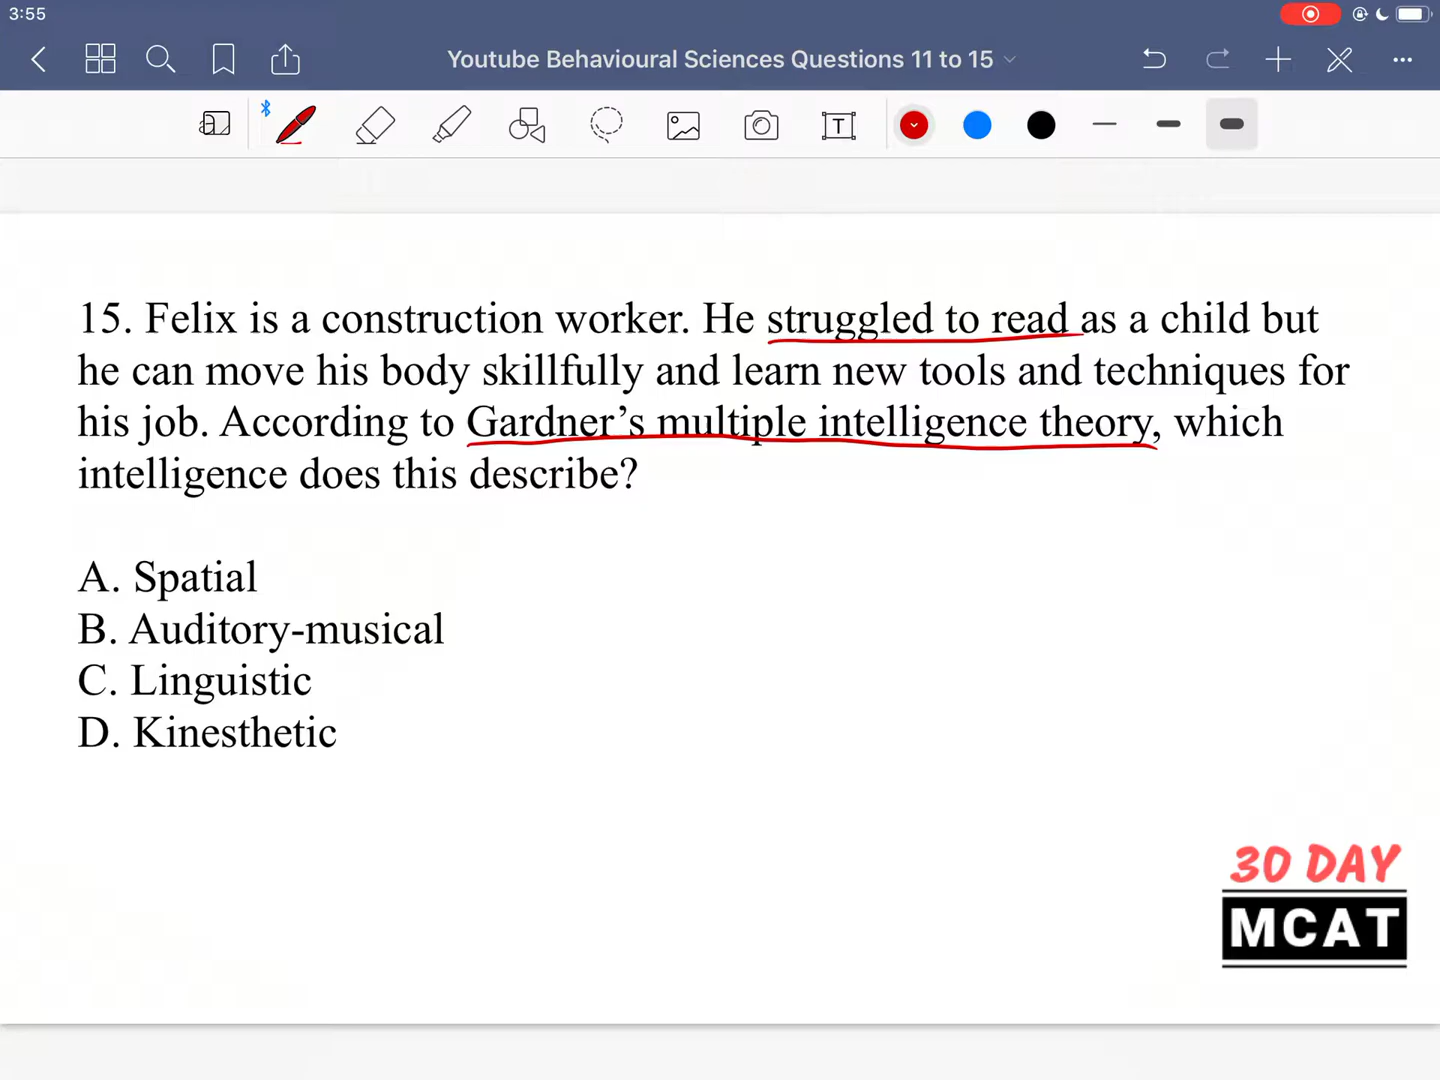 3:55
Youtube Behavioural Sciences Questions 11 to 15
T
15. Felix is a construction worker. He struggled to read as a child but
he can move his body skillfully and learn new tools and techniques for
his job. According to Gardner’s multiple intelligence theory, which
intelligence does this describe?
A. Spatial
B. Auditory-musical
C. Linguistic
D. Kinesthetic
30 DAY
MCAT